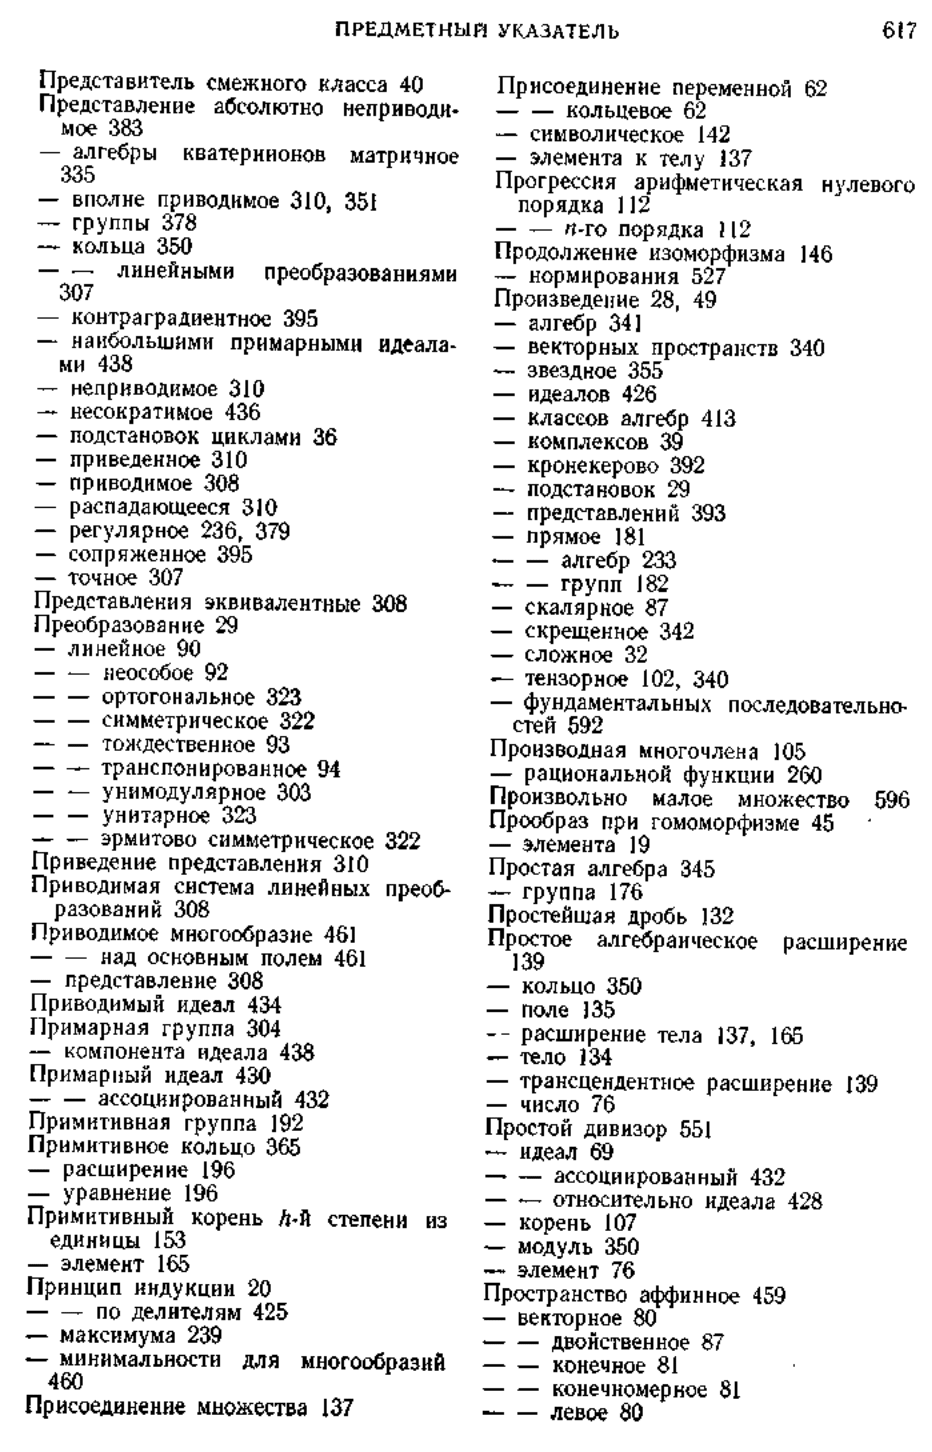 ПРЕДМЕТНЫЙ УКАЗАТЕЛЬ 617
Представитель смежного класса 40
Представление абсолютно неприводи-
мое 383
— алгебры кватернионов матричное
335
— вполне приводимое 310, 351
— группы 378
— кольца 350
— — линейными преобразованиями
307
— контраградиентное 395
— наибольшими примарными идеала-
ми 438
— неприводимое 310
— несократимое 436
— подстановок циклами 36
— приведенное 310
— приводимое 308
— распадающееся 310
— регулярное 236, 379
— сопряженное 395
— точное 307
Представления эквивалентные 308
Преобразование 29
— линейное 90
— — неособое 92
— — ортогональное 323
— — симметрическое 322
— — тождественное 93
— — транспонированное 94
— — унимодулярное 303
— — унитарное 323
— — эрмитово симметрическое 322
Приведение представления 310
Приводимая система линейных преоб-
разований 308
Приводимое многообразие 461
— — над основным полем 461
— представление 308
Приводимый идеал 434
Примарная группа 304
— компонента идеала 438
Примарный идеал 430
— — ассоциированный 432
Примитивная группа 192
Примитивное кольцо 365
— расширение 196
— уравнение 196
Примитивный корень h-й степени из
единицы 153
— элемент 165
Принцип индукции 20
— — по делителям 425
— максимума 239
— минимальности для многообразий
460
Присоединение множества 137
Присоединение переменной 62
— — кольцевое 62
— символическое 142
— элемента к телу 137
Прогрессия арифметическая нулевого
порядка 112
— — n-го порядка 112
Продолжение изоморфизма 146
— нормирования 527
Произведение 28, 49
— алгебр 341
— векторных пространств 340
— звездное 355
— идеалов 426
— классов алгебр 413
— комплексов 39
— кронекерово 392
— подстановок 29
— представлений 393
— прямое 181
— — алгебр 233
— — групп 182
— скалярное 87
— скрещенное 342
— сложное 32
— тензорное 102, 340
— фундаментальных последовательно-
стей 592
Производная многочлена 105
— рациональной функции 260
Произвольно малое множество 596
Прообраз при гомоморфизме 45
— элемента 19
Простая алгебра 345
— группа 176
Простейшая дробь 132
Простое алгебраическое расширение
139
— кольцо 350
— поле 135
-- расширение тела 137, 165
— тело 134
— трансцендентное расширение 139
— число 76
Простой дивизор 551
— идеал 69
— — ассоциированный 432
— — относительно идеала 428
— корень 107
— модуль 350
— элемент 76
Пространство аффинное 459
— векторное 80
— — двойственное 87
— — конечное 81
— — конечномерное 81
— — левое 80